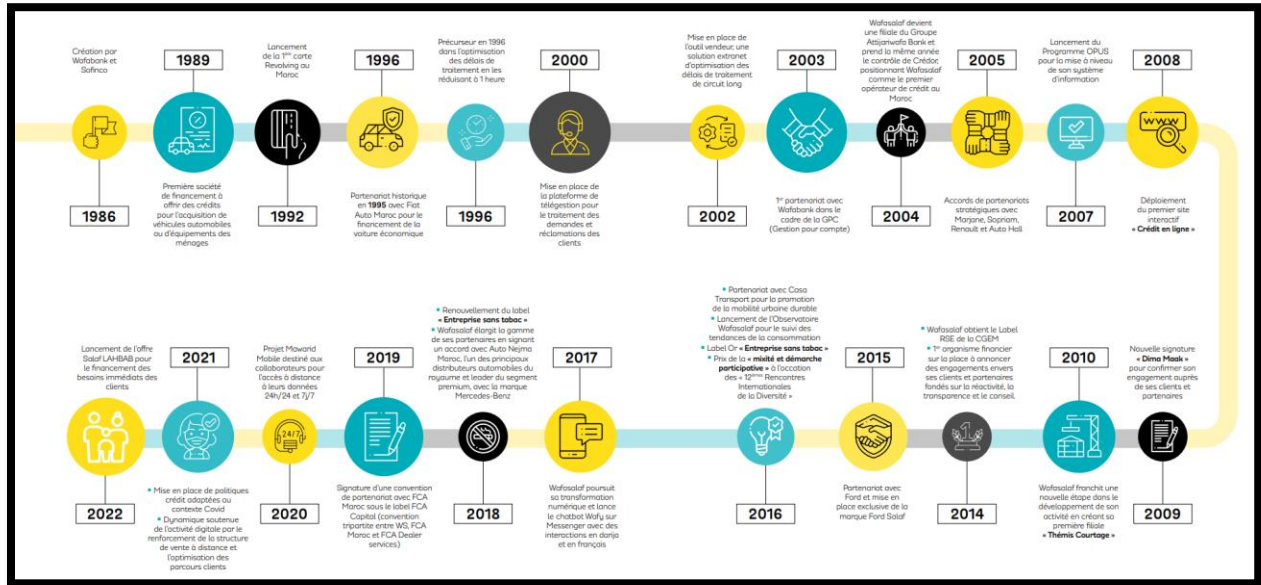 Création par
Wafabank et
Sofinco
1986
1989
Première société
de financement à
offrir des crédits
pour l'acquisition de
véhicules automobiles
ou d'équipements des
ménages
Lancement
de la 1ère carte
Revolving au
Maroc
1992
1996
Partenariat historique
en 1995 avec Fiat
Auto Maroc pour le
financement de la
voiture économique
Précurseur en 1996
dans l'optimisation
des délais de
traitement en les
réduisant à 1 heure
1996
2000
Mise en place de
la plateforme de
télégestion pour
le traitement des
demandes et
réclamations des
clients
Mise en place de
l'outil vendeur; une
solution extranet
d'optimisation des
délais de traitement
de circuit long
2002
2003
1er partenariat avec
Wafabank dans le
cadre de la GPC
(Gestion pour compte)
Wafasalaf devient
une filiale du Groupe
Attijariwafa Bank et
prend la même année
le contrôle de Crédor,
positionnant Wafasalaf
comme le premier
opérateur de crédit au
Maroc
2004
2005
Accords de partenariats
stratégiques avec
Marjane, Sopriam,
Renault et Auto Hall
Lancement du
Programme OPUS
pour la mise à niveau
de son système
d'information
2007
2008
WWW
Déploiement
du premier site
interactif
« Crédit en ligne »
Nouvelle signature
« Dima Maak »
pour confirmer son
engagement auprès
de ses clients et
partenaires
2009
2010
Wafasalaf franchit une
nouvelle étape dans le
développement de son
activité en créant sa
première filiale
« Thémis Courtage »
• Wafasalaf obtient le Label
RSE de la CGEM
• 1er organisme financier
sur la place à annoncer
des engagements envers
ses clients et partenaires
fondés sur la réactivité, la
transparence et le conseil
1
2014
2015
Partenariat avec
Ford et mise en
place exclusive de la
marque Ford Salaf
• Partenariat avec Casa
Transport pour la promotion
de la mobilité urbaine durable
• Lancement de l'Observatoire
Wafasalaf pour le suivi des
tendances de la consommation
• Label Or « Entreprise sans tabac »
• Prix de la « mixité et démarche
participative » à l'occation
des « 12èmes Rencontres
Internationales
de la Diversité »
2016
2017
Wafasalaf poursuit
sa transformation
numérique et lance
le chatbot Wafy sur
Messenger avec des
interactions en darija
et en français
• Renouvellement du label
« Entreprise sans tabac »
• Wafasalaf élargit la gamme
de ses partenaires en signant
un accord avec Auto Nejma
Maroc, l'un des principaux
distributeurs automobiles du
royaume et leader du segment
premium, avec la marque
Mercedes-Benz
2018
2019
Signature d'une convention
de partenariat avec FCA
Maroc sous le label FCA
Capital (convention
tripartite entre WS, FCA
Maroc et FCA Dealer
services)
Projet Mawarid
Mobile destiné aux
collaborateurs pour
l'accès à distance
à leurs données
24h/24 et 7j/7
24/7
2020
2021
• Mise en place de politiques
crédit adaptées au
contexte Covid
• Dynamique soutenue
de l'activité digitale par le
renforcement de la structure
de vente à distance et
l'optimisation des
parcours clients
Lancement de l'offre
Salaf LAHBAB pour
le financement des
besoins immédiats des
clients
2022